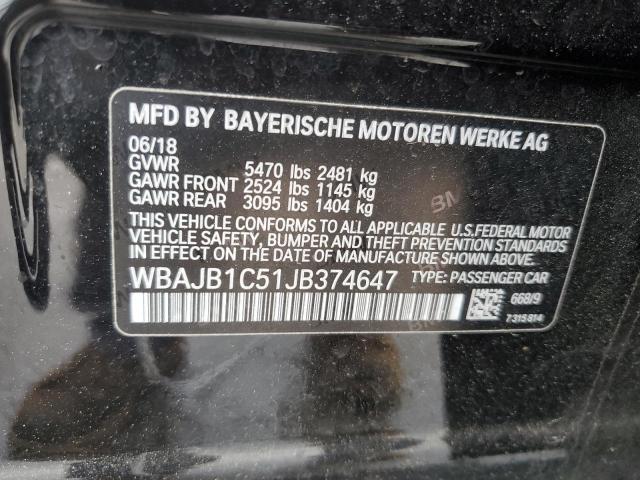 MFD BY BAYERISCHE MOTOREN WERKE AG
06/18
GVWR 5470 lbs 2481 kg
GAWR FRONT 2524 lbs 1145 kg
GAWR REAR 3095 lbs 1404 kg
THIS VEHICLE CONFORMS TO ALL APPLICABLE U.S.FEDERAL MOTOR
VEHICLE SAFETY, BUMPER AND THEFT PREVENTION STANDARDS
IN EFFECT ON THE DATE OF MANUFACTURE SHOWN ABOVE.
WBAJB1C51JB374647 TYPE: PASSENGER CAR
668/9
7315814